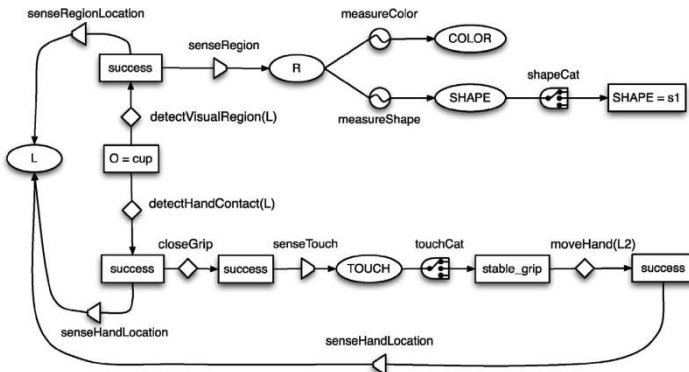 senseRegionLocation
measureColor
senseRegion
COLOR
success
R
shapeCat
SHAPE
SHAPE = s1
measureShape
detectVisualRegion(L)
L
O = cup
detectHandContact(L)
closeGrip
senseTouch
touchCat
moveHand(L2)
success
success
TOUCH
stable_grip
success
senseHandLocation
senseHandLocation